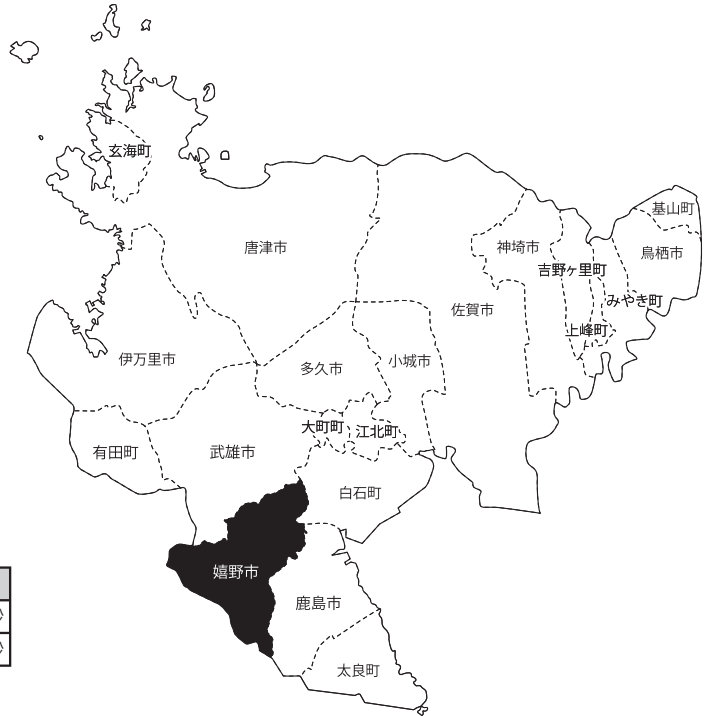 玄海町
基山町
唐津市
神埼市
鳥栖市
吉野ヶ里町
みやき町
佐賀市
上峰町
伊万里市
多久市
小城市
大町町
江北町
有田町
武雄市
白石町
嬉野市
鹿島市
太良町